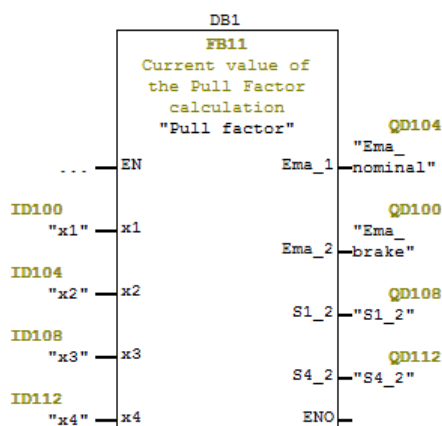 DB1
FB11
Current value of
the Pull Factor
calculation
"Pull factor"
... EN
Ema_1
QD104
"Ema_
nominal"
ID100
"x1" x1
Ema_2
QD100
"Ema_
brake"
ID104
"x2" x2
S1_2
QD108
"S1_2"
ID108
"x3" x3
S4_2
QD112
"S4_2"
ID112
"x4" x4
ENO